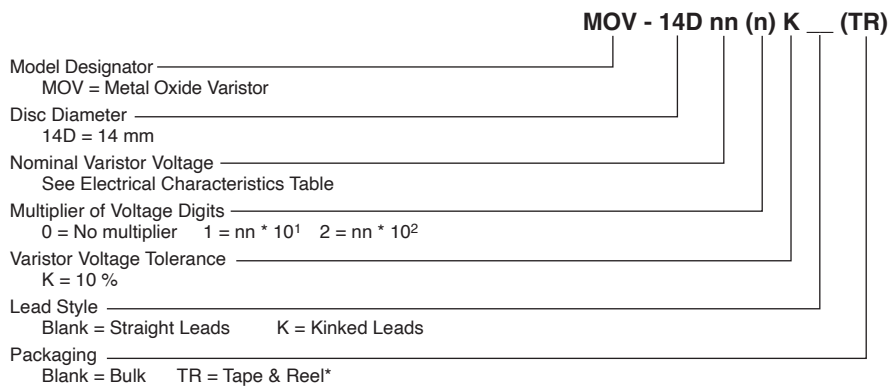 MOV - 14D nn (n) K __ (TR)
Model Designator
MOV = Metal Oxide Varistor
Disc Diameter
14D = 14 mm
Nominal Varistor Voltage
See Electrical Characteristics Table
Multiplier of Voltage Digits
0 = No multiplier 1 = nn * 10¹ 2 = nn * 10²
Varistor Voltage Tolerance
K = 10 %
Lead Style
Blank = Straight Leads K = Kinked Leads
Packaging
Blank = Bulk TR = Tape & Reel*